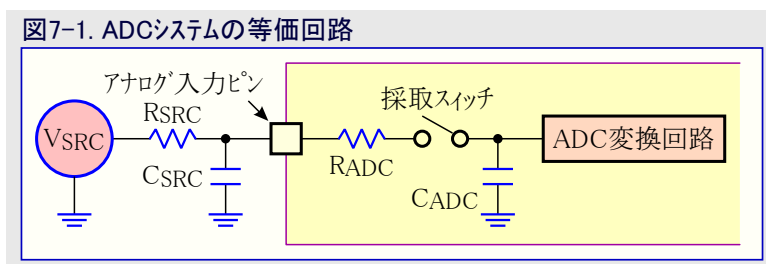 図7-1. ADCシステムの等価回路
アナログ入力ピン
採取スイッチ
RSRC
VSRC
CSRC
RADC
CADC
ADC変換回路